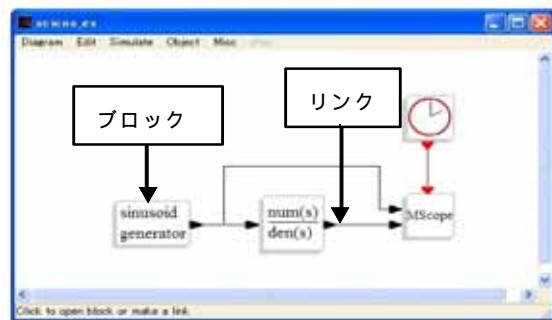 scicos_ex
Diagram Edit Simulate Object Misc
ブロック
リンク
sinusoid
generator
num(s)
den(s)
MScope
Click to open block or make a link